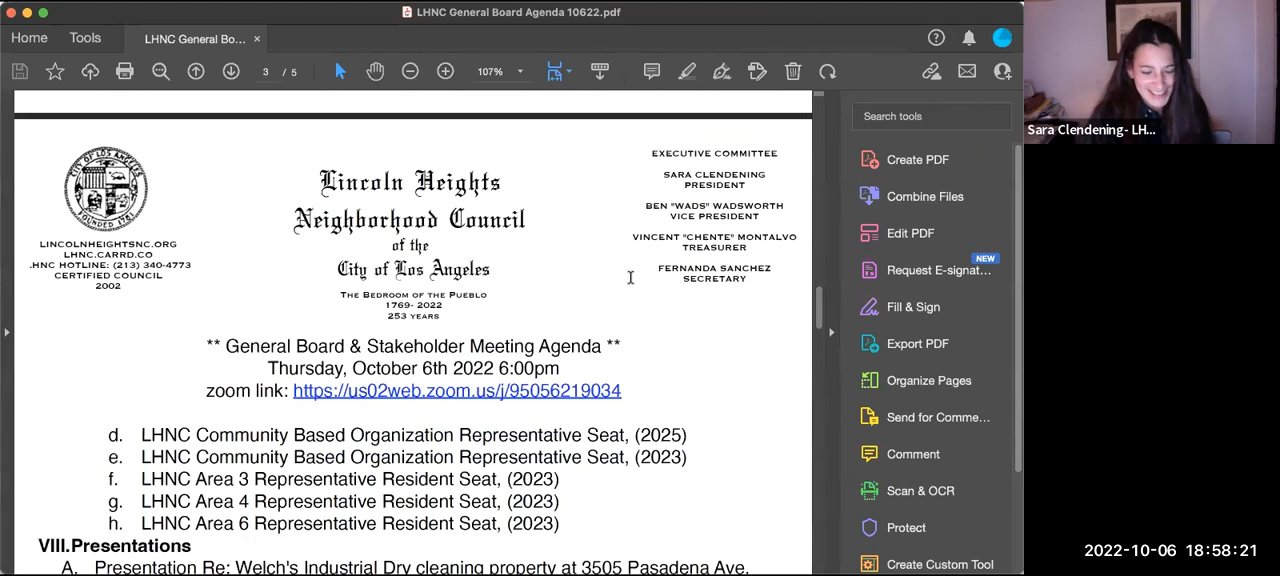 LHNC General Board Agenda 10622.pdf
Home Tools LHNC General Bo... ×
3 / 5 107%
Search tools
Create PDF
Combine Files
Edit PDF
NEW
Request E-signat...
Fill & Sign
Export PDF
Organize Pages
Send for Comme...
Comment
Scan & OCR
Protect
Create Custom Tool
CITY OF LOS ANGELES
FOUNDED 1781
LINCOLNHEIGHTSNC.ORG
LHNC.CARRD.CO
.HNC HOTLINE: (213) 340-4773
CERTIFIED COUNCIL
2002
Lincoln Heights
Neighborhood Council
of the
City of Los Angeles
The Bedroom of the Pueblo
1769- 2022
253 YEARS
EXECUTIVE COMMITTEE
SARA CLENDENING
PRESIDENT
BEN "WADS" WADSWORTH
VICE PRESIDENT
VINCENT "CHENTE" MONTALVO
TREASURER
FERNANDA SANCHEZ
SECRETARY
** General Board & Stakeholder Meeting Agenda **
Thursday, October 6th 2022 6:00pm
zoom link: https://us02web.zoom.us/j/95056219034
d. LHNC Community Based Organization Representative Seat, (2025)
e. LHNC Community Based Organization Representative Seat, (2023)
f. LHNC Area 3 Representative Resident Seat, (2023)
g. LHNC Area 4 Representative Resident Seat, (2023)
h. LHNC Area 6 Representative Resident Seat, (2023)
VIII.Presentations
A. Presentation Re: Welch's Industrial Dry cleaning property at 3505 Pasadena Ave.
Sara Clendening- LH...
2022-10-06 18:58:21